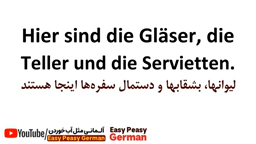 Hier sind die Gläser, die
Teller und die Servietten.
لیوانها، بشقابها و دستمال سفره‌ها اینجا هستند
YouTube/ آلمانی مثل آب خوردن Easy Peasy German
Easy Peasy German